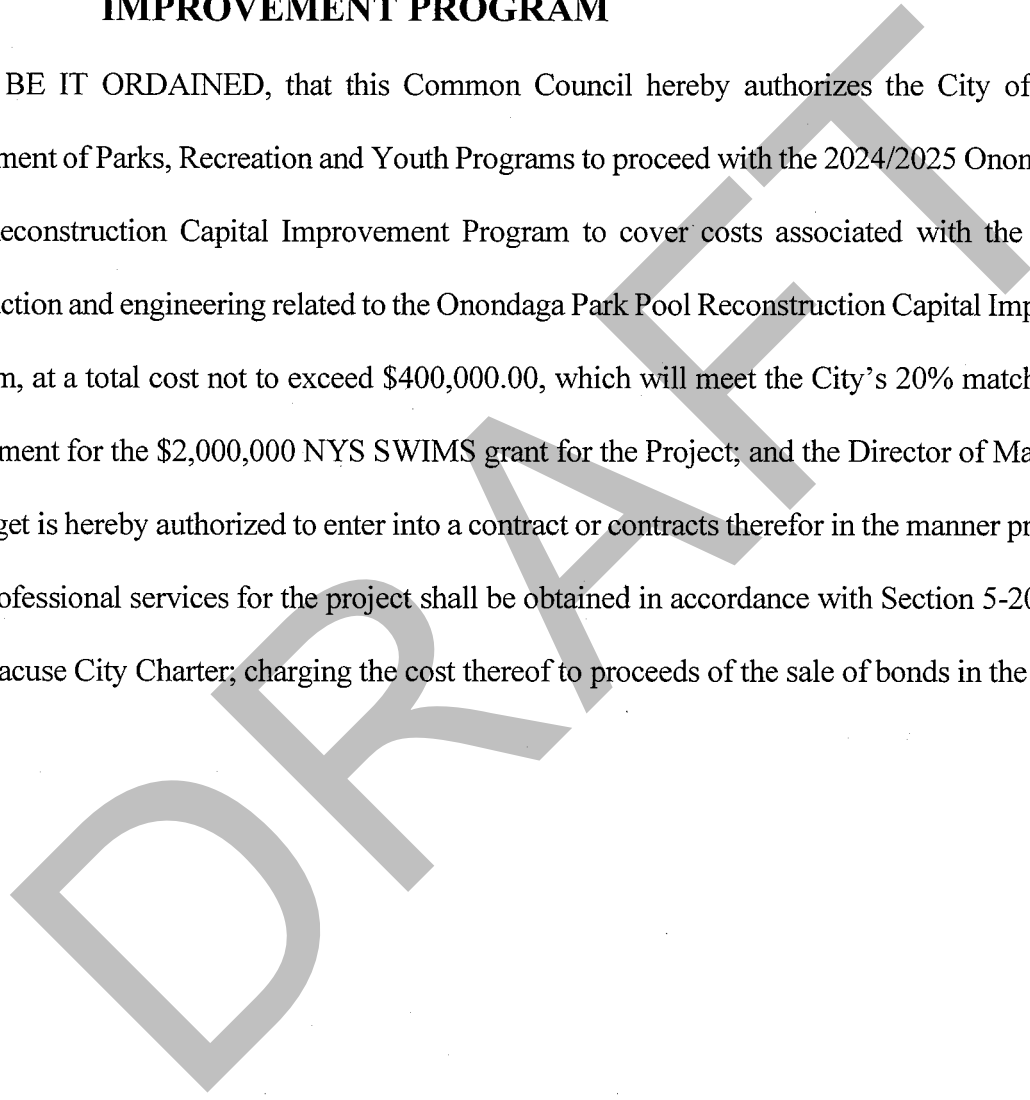 IMPROVEMENT PROGRAM
BE IT ORDAINED, that this Common Council hereby authorizes the City of
ment of Parks, Recreation and Youth Programs to proceed with the 2024/2025 Onon
econstruction Capital Improvement Program to cover costs associated with the
ction and engineering related to the Onondaga Park Pool Reconstruction Capital Imp
m, at a total cost not to exceed $400,000.00, which will meet the City’s 20% match
ment for the $2,000,000 NYS SWIMS grant for the Project; and the Director of Ma
get is hereby authorized to enter into a contract or contracts therefor in the manner pr
ofessional services for the project shall be obtained in accordance with Section 5-20
acuse City Charter; charging the cost thereof to proceeds of the sale of bonds in the
DRAFT